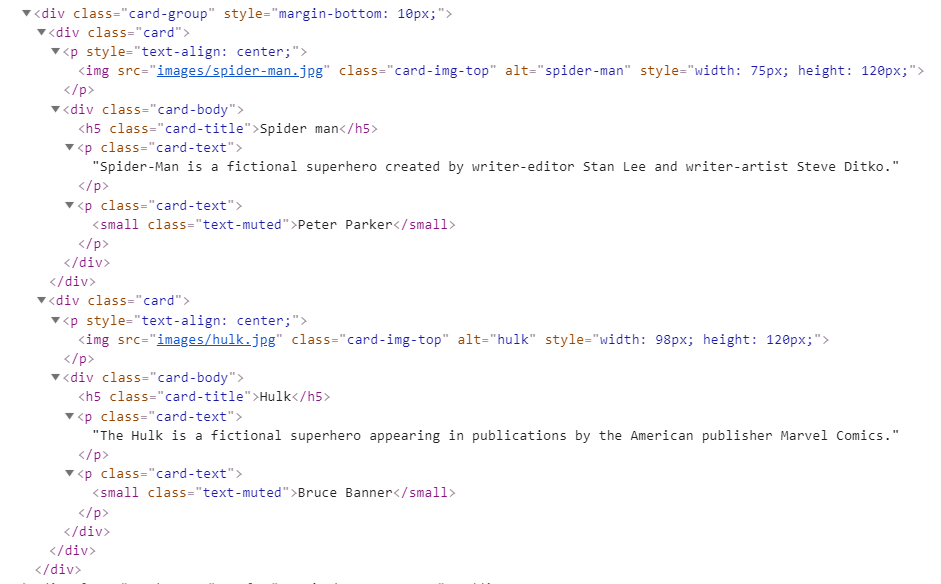 ▼<div class="card-group" style="margin-bottom: 10px;">
▼<div class="card">
▼<p style="text-align: center;">
<img src="images/spider-man.jpg" class="card-img-top" alt="spider-man" style="width: 75px; height: 120px;">
</p>
▼<div class="card-body">
<h5 class="card-title">Spider man</h5>
▼<p class="card-text">
"Spider-Man is a fictional superhero created by writer-editor Stan Lee and writer-artist Steve Ditko."
</p>
▼<p class="card-text">
<small class="text-muted">Peter Parker</small>
</p>
</div>
</div>
▼<div class="card">
▼<p style="text-align: center;">
<img src="images/hulk.jpg" class="card-img-top" alt="hulk" style="width: 98px; height: 120px;">
</p>
▼<div class="card-body">
<h5 class="card-title">Hulk</h5>
▼<p class="card-text">
"The Hulk is a fictional superhero appearing in publications by the American publisher Marvel Comics."
</p>
▼<p class="card-text">
<small class="text-muted">Bruce Banner</small>
</p>
</div>
</div>
</div>